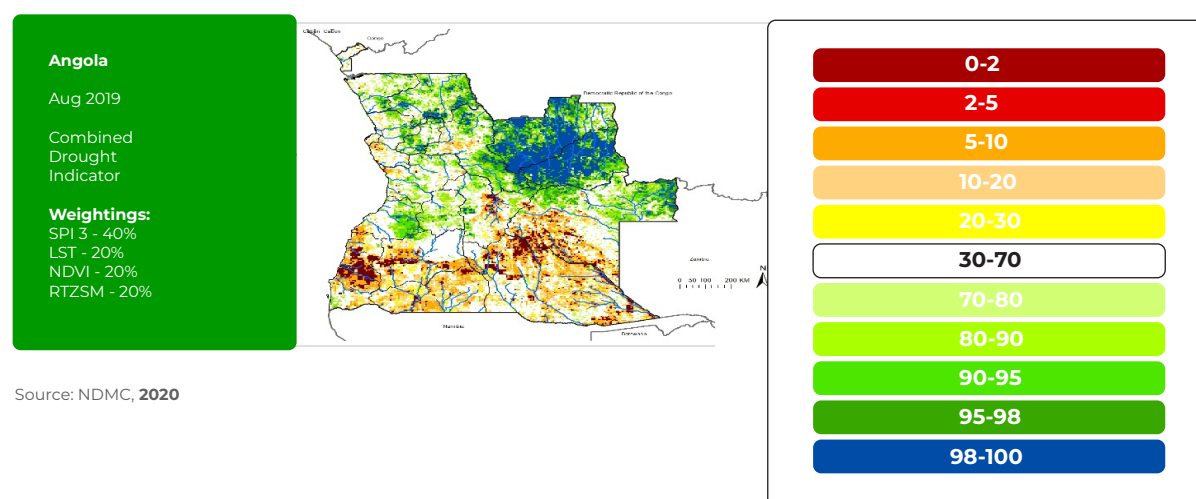 Angola
Aug 2019
Combined
Drought
Indicator
Weightings:
SPI 3 - 40%
LST - 20%
NDVI - 20%
RTZSM - 20%
Congo
Democratic Republic of the Congo
Zambia
0 50 100 200 KM
N
Namibia
Botswana
0-2
2-5
5-10
10-20
20-30
30-70
70-80
80-90
90-95
95-98
98-100
Source: NDMC, 2020